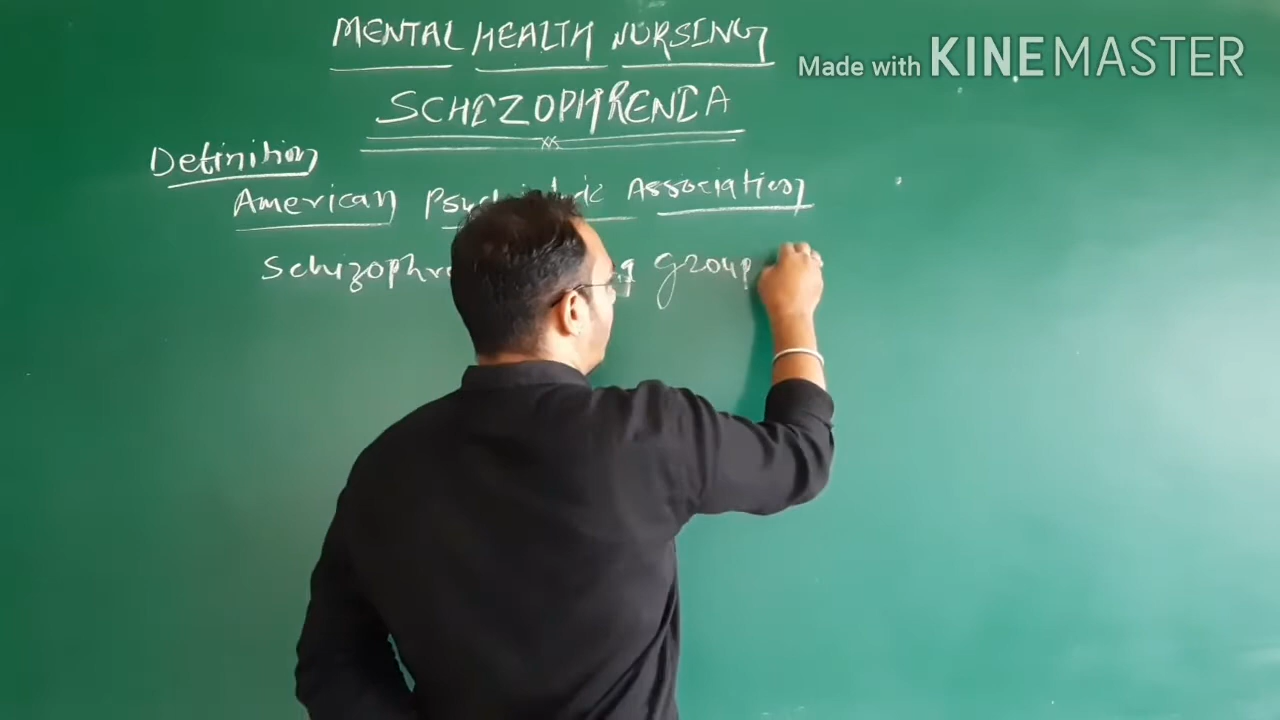 MENTAL HEALTH NURSING
Made with KINEMASTER
SCHIZOPHRENIA
Definition
American Association
group